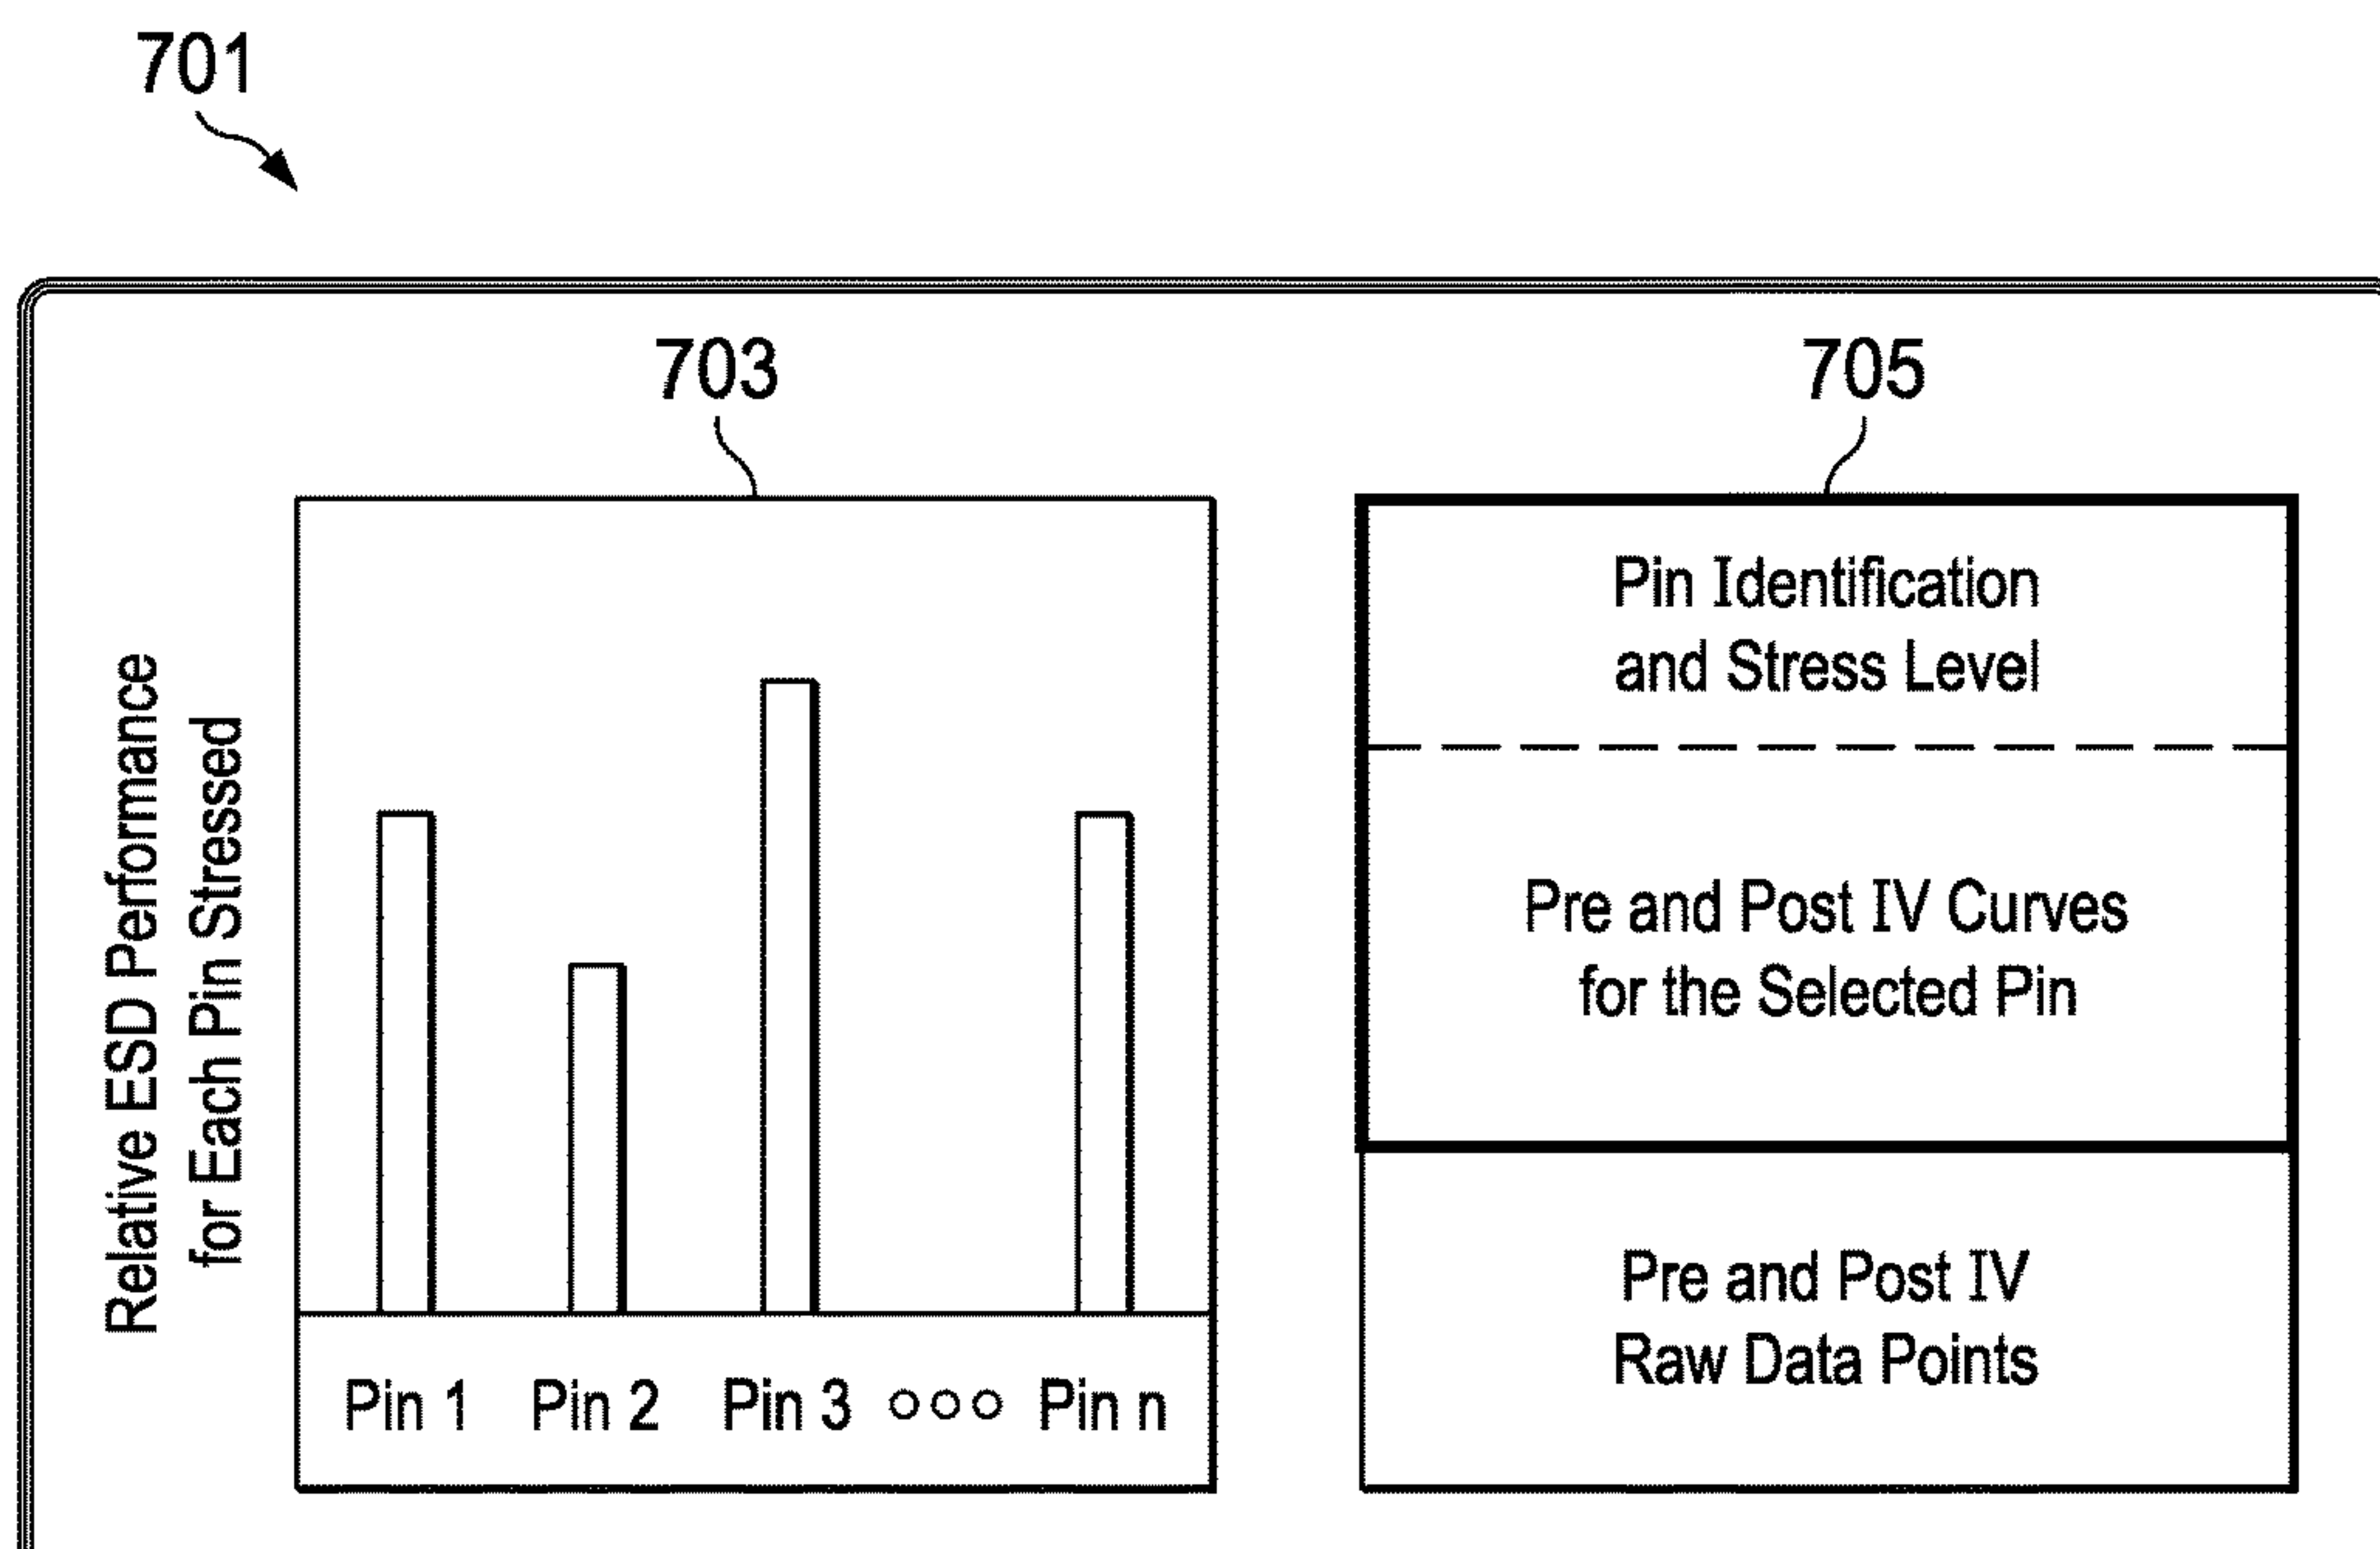 701
703
705
Relative ESD Performance
for Each Pin Stressed
Pin 1 Pin 2 Pin 3 ooo Pin n
Pin Identification
and Stress Level
Pre and Post IV Curves
for the Selected Pin
Pre and Post IV
Raw Data Points